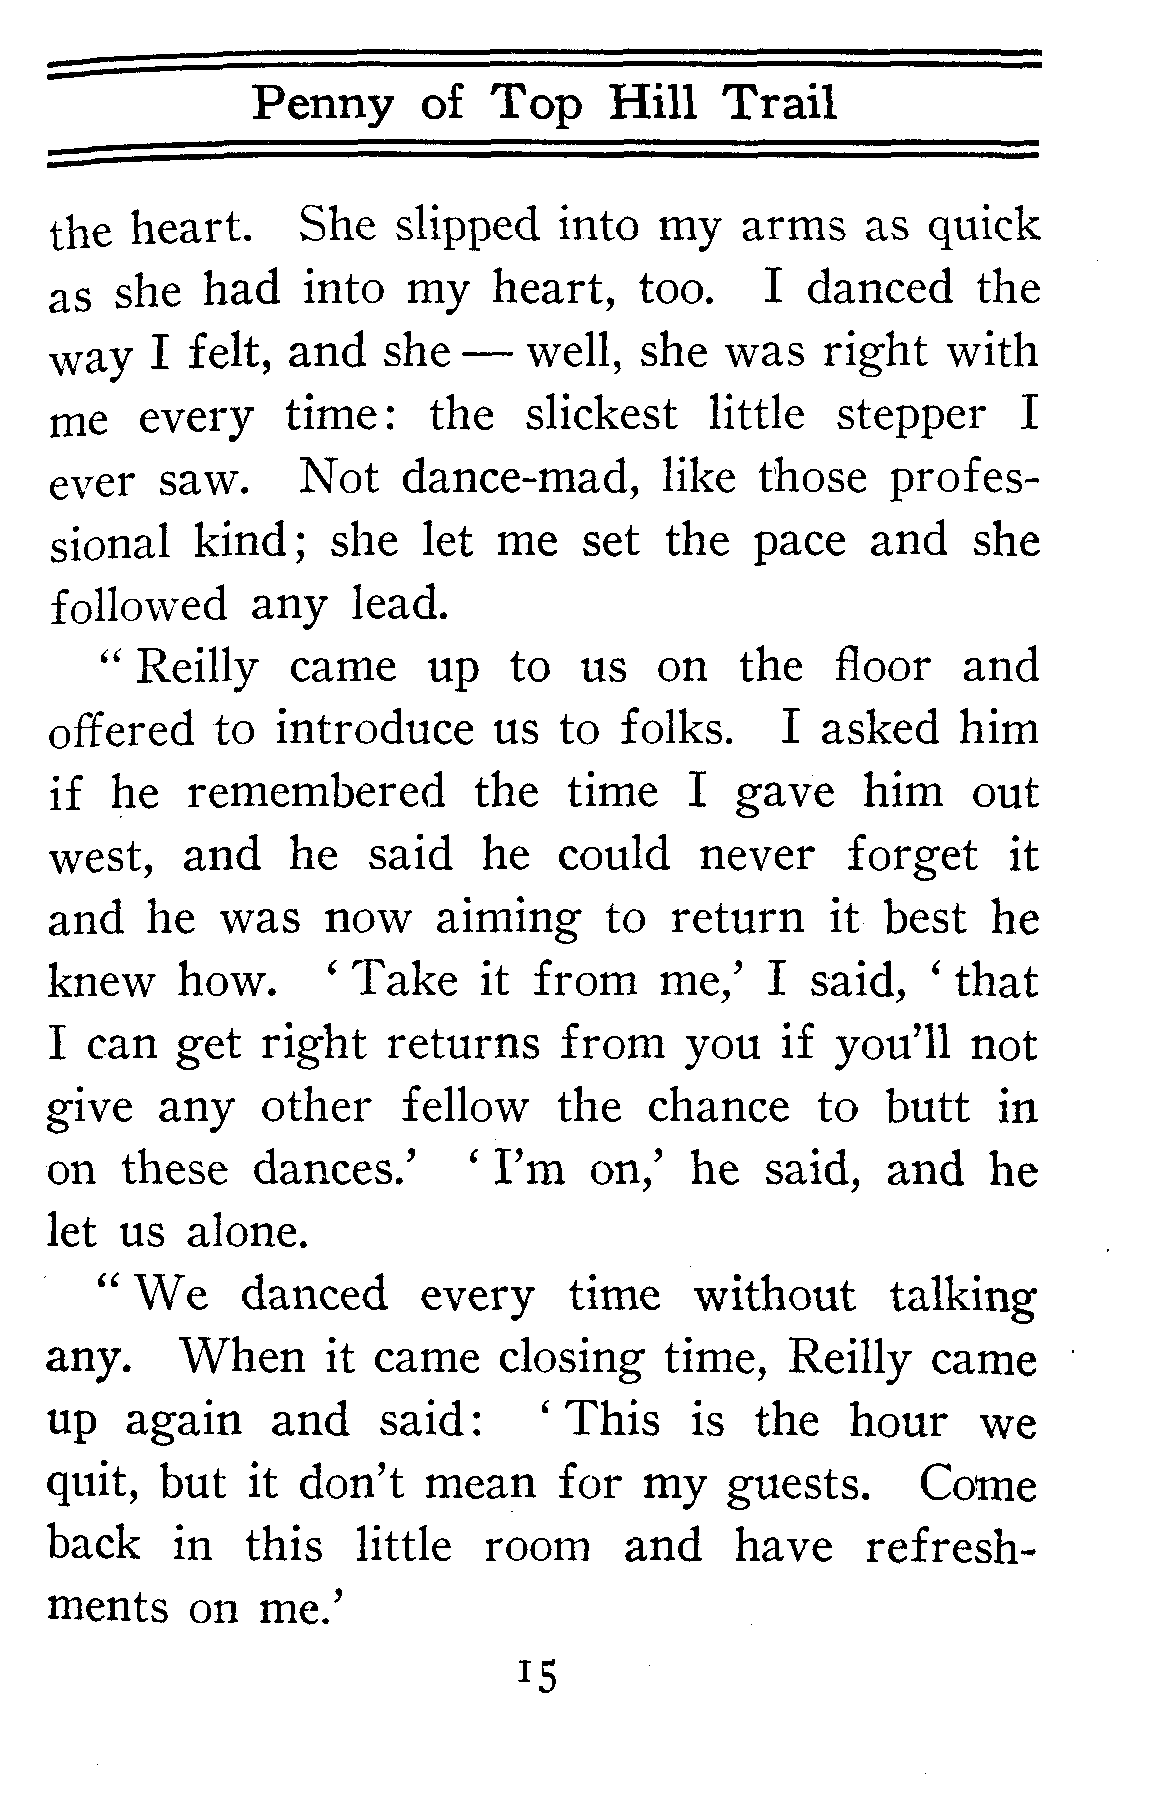 Penny of Top Hill Trail
the heart. She slipped into my arms as quick
as she had into my heart, too. I danced the
way I felt, and she — well, she was right with
me every time: the slickest little stepper I
ever saw. Not dance-mad, like those profes-
sional kind; she let me set the pace and she
followed any lead.
“ Reilly came up to us on the floor and
offered to introduce us to folks. I asked him
if he remembered the time I gave him out
west, and he said he could never forget it
and he was now aiming to return it best he
knew how. ‘ Take it from me,’ I said, ‘ that
I can get right returns from you if you’ll not
give any other fellow the chance to butt in
on these dances.’ ‘ I’m on,’ he said, and he
let us alone.
“ We danced every time without talking
any. When it came closing time, Reilly came
up again and said: ‘ This is the hour we
quit, but it don’t mean for my guests. Come
back in this little room and have refresh-
ments on me.’
15